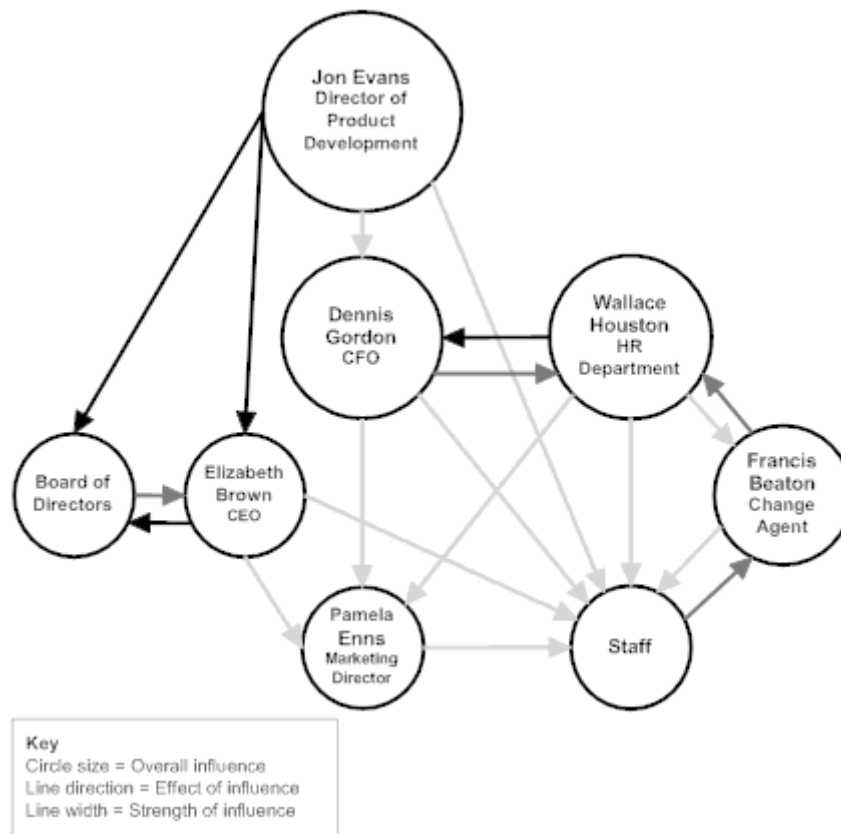 Jon Evans
Director of
Product
Development
Dennis
Gordon
CFO
Wallace
Houston
HR
Department
Board of
Directors
Elizabeth
Brown
CEO
Francis
Beaton
Change
Agent
Pamela
Enns
Marketing
Director
Staff
Key
Circle size = Overall influence
Line direction = Effect of influence
Line width = Strength of influence